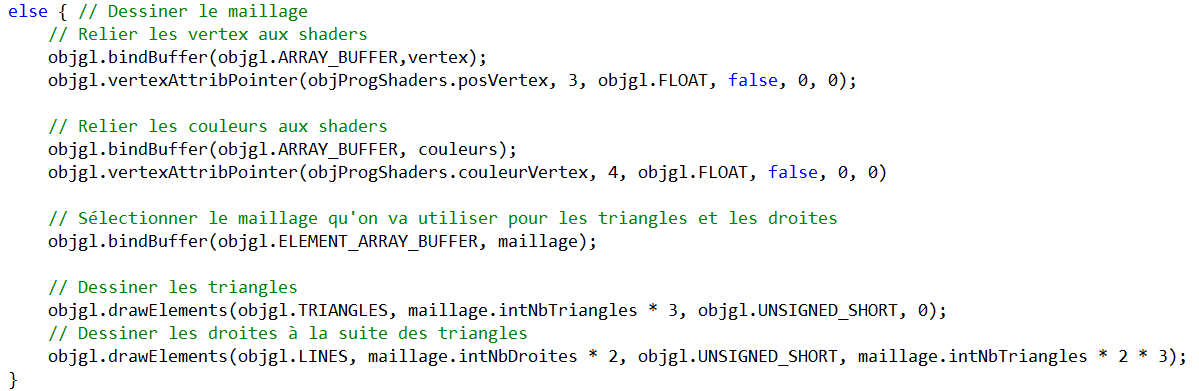 else { // Dessiner le maillage
// Relier les vertex aux shaders
objgl.bindBuffer(objgl.ARRAY_BUFFER,vertex);
objgl.vertexAttribPointer(objProgShaders.posVertex, 3, objgl.FLOAT, false, 0, 0);
// Relier les couleurs aux shaders
objgl.bindBuffer(objgl.ARRAY_BUFFER, couleurs);
objgl.vertexAttribPointer(objProgShaders.couleurVertex, 4, objgl.FLOAT, false, 0, 0)
// Sélectionner le maillage qu'on va utiliser pour les triangles et les droites
objgl.bindBuffer(objgl.ELEMENT_ARRAY_BUFFER, maillage);
// Dessiner les triangles
objgl.drawElements(objgl.TRIANGLES, maillage.intNbTriangles * 3, objgl.UNSIGNED_SHORT, 0);
// Dessiner les droites à la suite des triangles
objgl.drawElements(objgl.LINES, maillage.intNbDroites * 2, objgl.UNSIGNED_SHORT, maillage.intNbTriangles * 2 * 3);
}